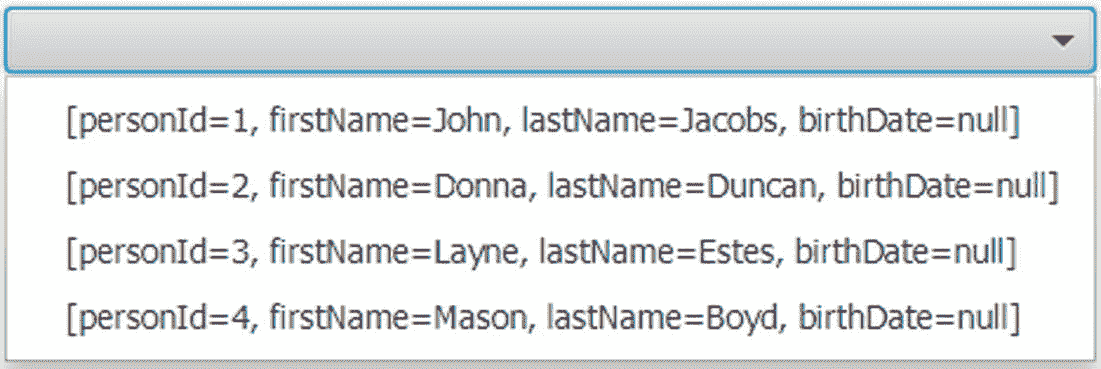 [personId=1, firstName=John, lastName=Jacobs, birthDate=null]
[personId=2, firstName=Donna, lastName=Duncan, birthDate=null]
[personId=3, firstName=Layne, lastName=Estes, birthDate=null]
[personId=4, firstName=Mason, lastName=Boyd, birthDate=null]